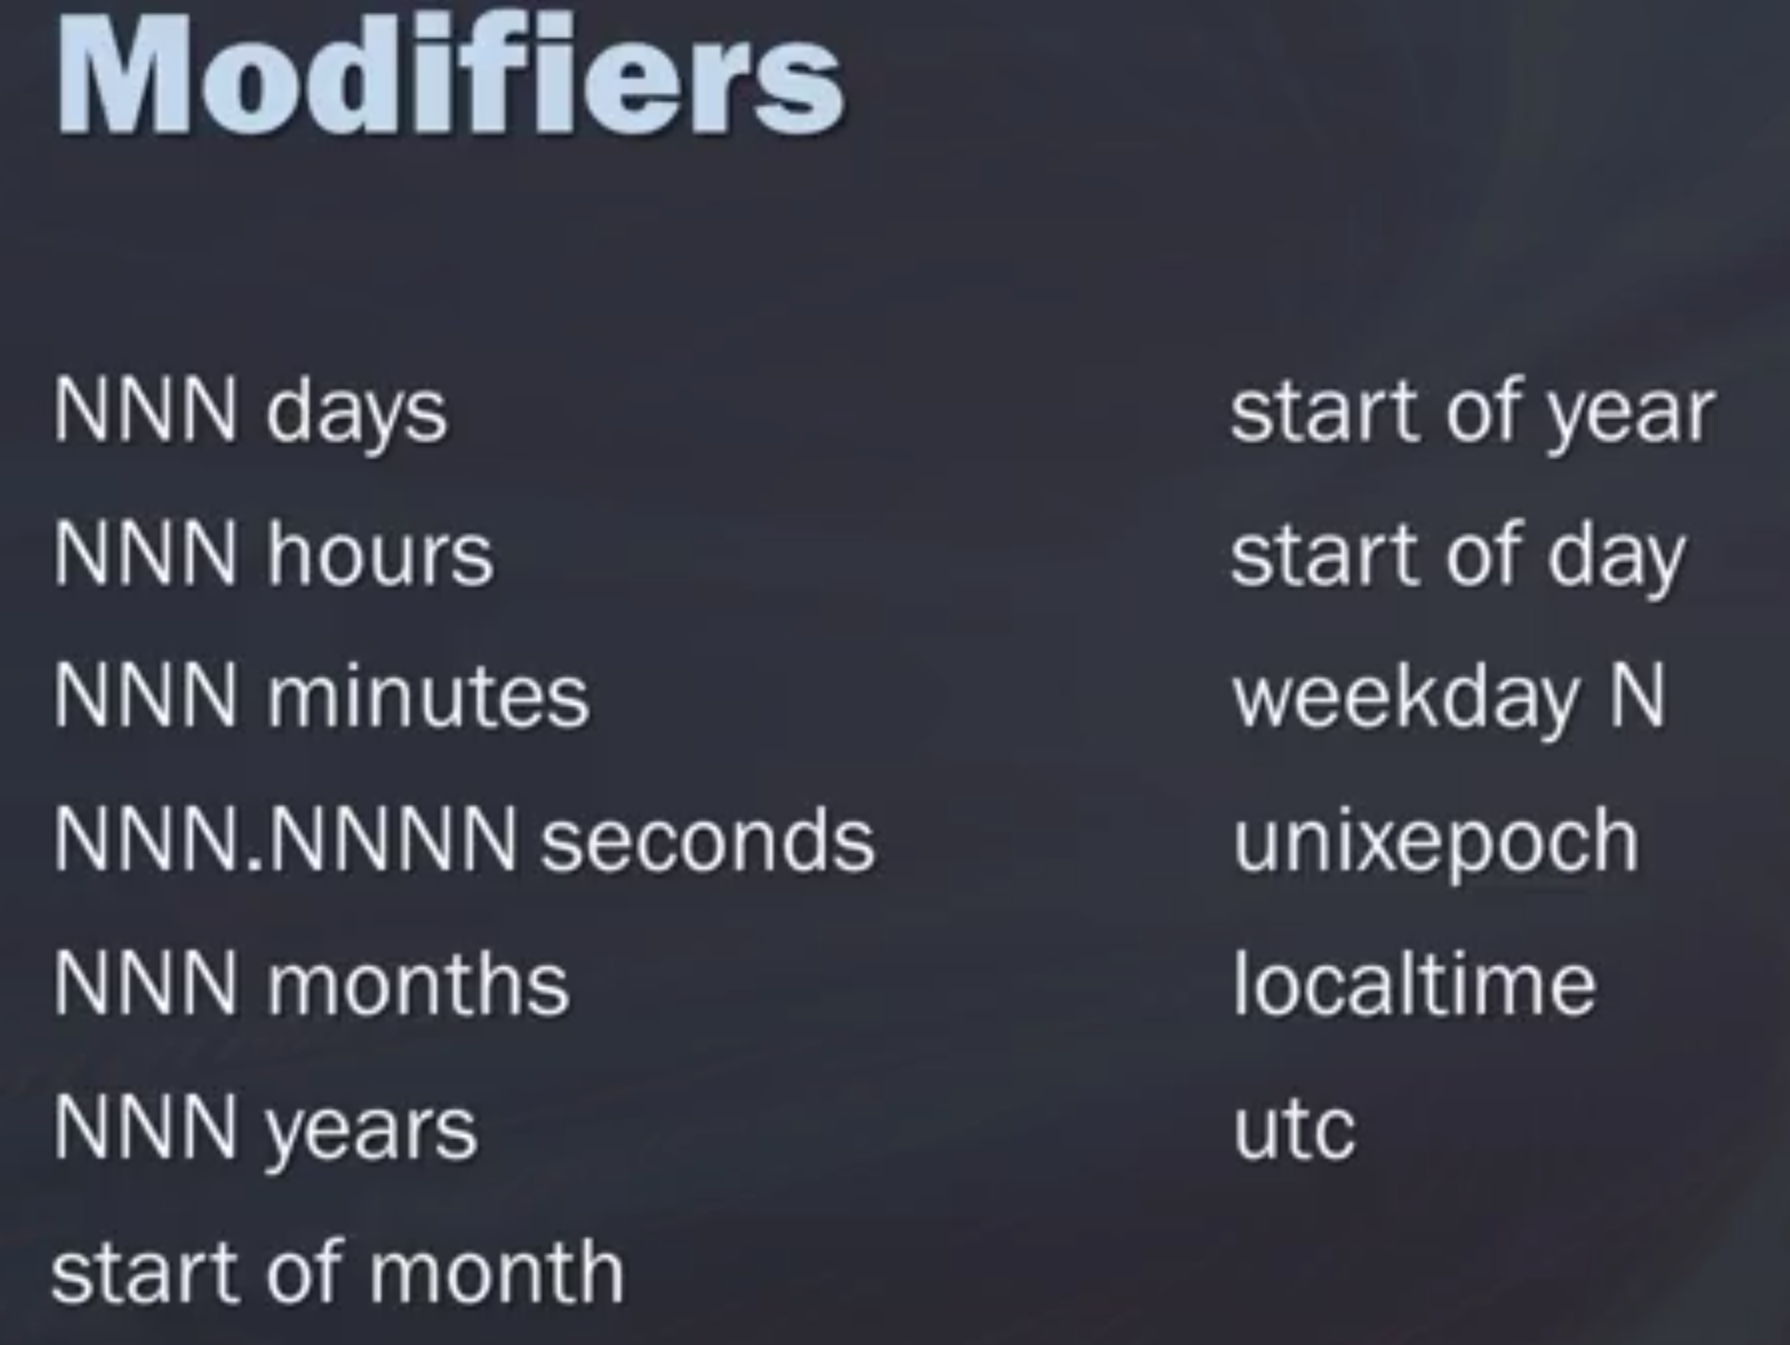 Modifiers
NNN days
NNN hours
NNN minutes
NNN.NNNN seconds
NNN months
NNN years
start of month
start of year
start of day
weekday N
unixepoch
localtime
utc